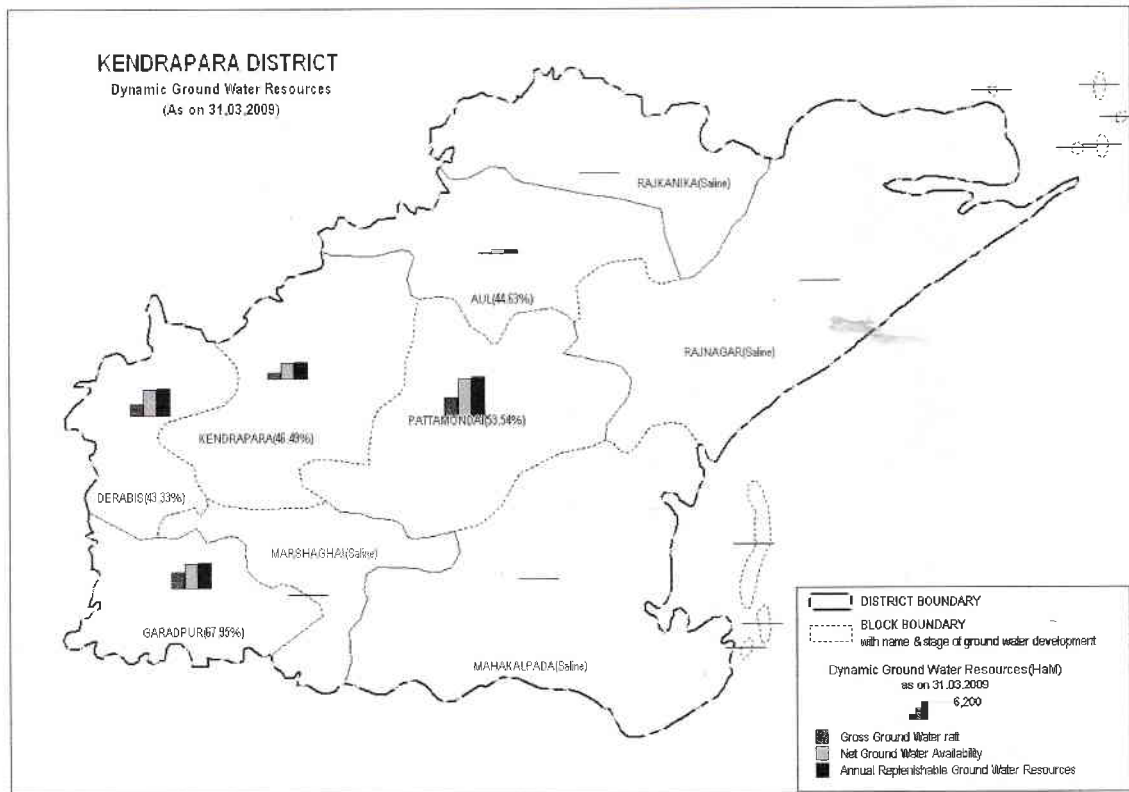 KENDRAPARA DISTRICT
Dynamic Ground Water Resources
(As on 31.03.2009)
RAJKANIKA(Saline)
AUL(44.63%)
RAJNAGAR(Saline)
PATTAMONDAI(53.54%)
KENDRAPARA(46.49%)
DERABIS(43.33%)
MARSHAGHAI(Saline)
GARADPUR(67.95%)
MAHAKALPADA(Saline)
DISTRICT BOUNDARY
BLOCK BOUNDARY
with name & stage of ground water development
Dynamic Ground Water Resources(HaM)
as on 31.03.2009
6,200
Gross Ground Water raft
Net Ground Water Availability
Annual Replenishable Ground Water Resources